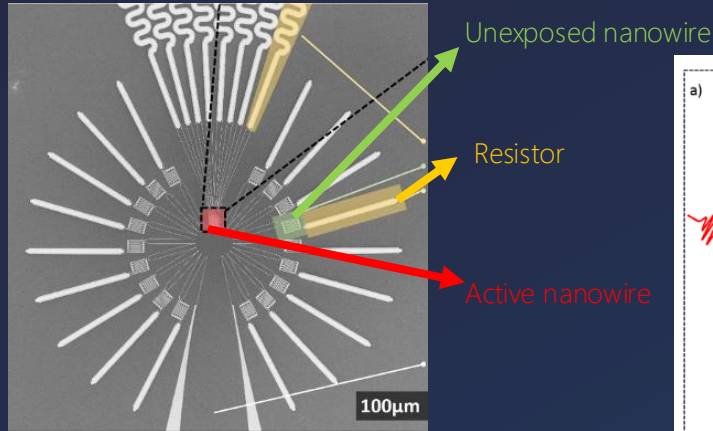 Unexposed nanowire
a)
Resistor
Active nanowire
100μm